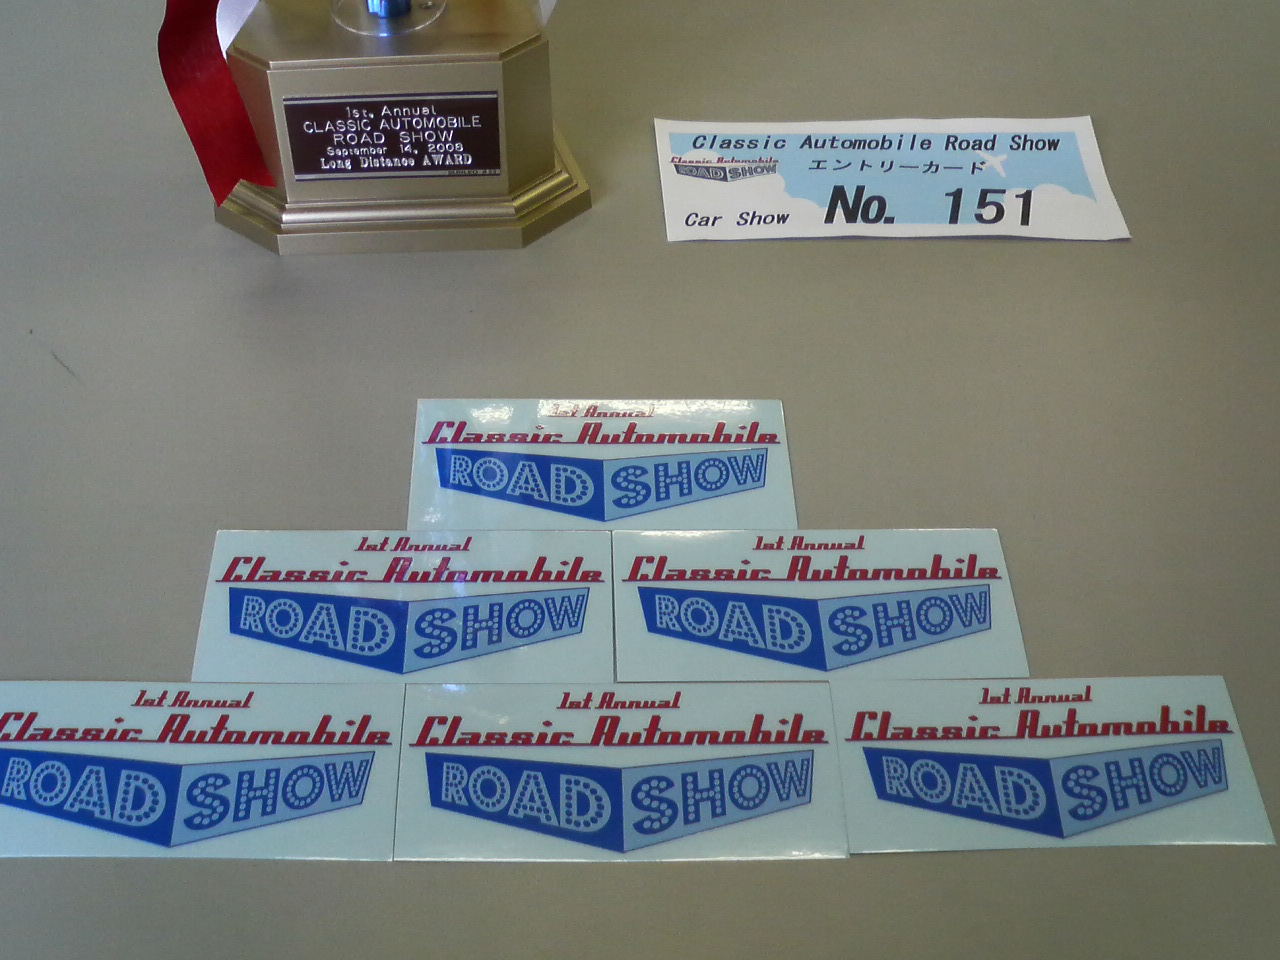 1st. Annual
CLASSIC AUTOMOBILE
ROAD SHOW
September 14, 2008
Long Distance AWARD
Classic Automobile Road Show
エントリーカード
Classic Automobile
ROAD SHOW
No. 151
Car Show
1st Annual
Classic Automobile
ROAD SHOW
1st Annual
Classic Automobile
ROAD SHOW
1st Annual
Classic Automobile
ROAD SHOW
1st Annual
Classic Automobile
ROAD SHOW
1st Annual
Classic Automobile
ROAD SHOW
1st Annual
Classic Automobile
ROAD SHOW